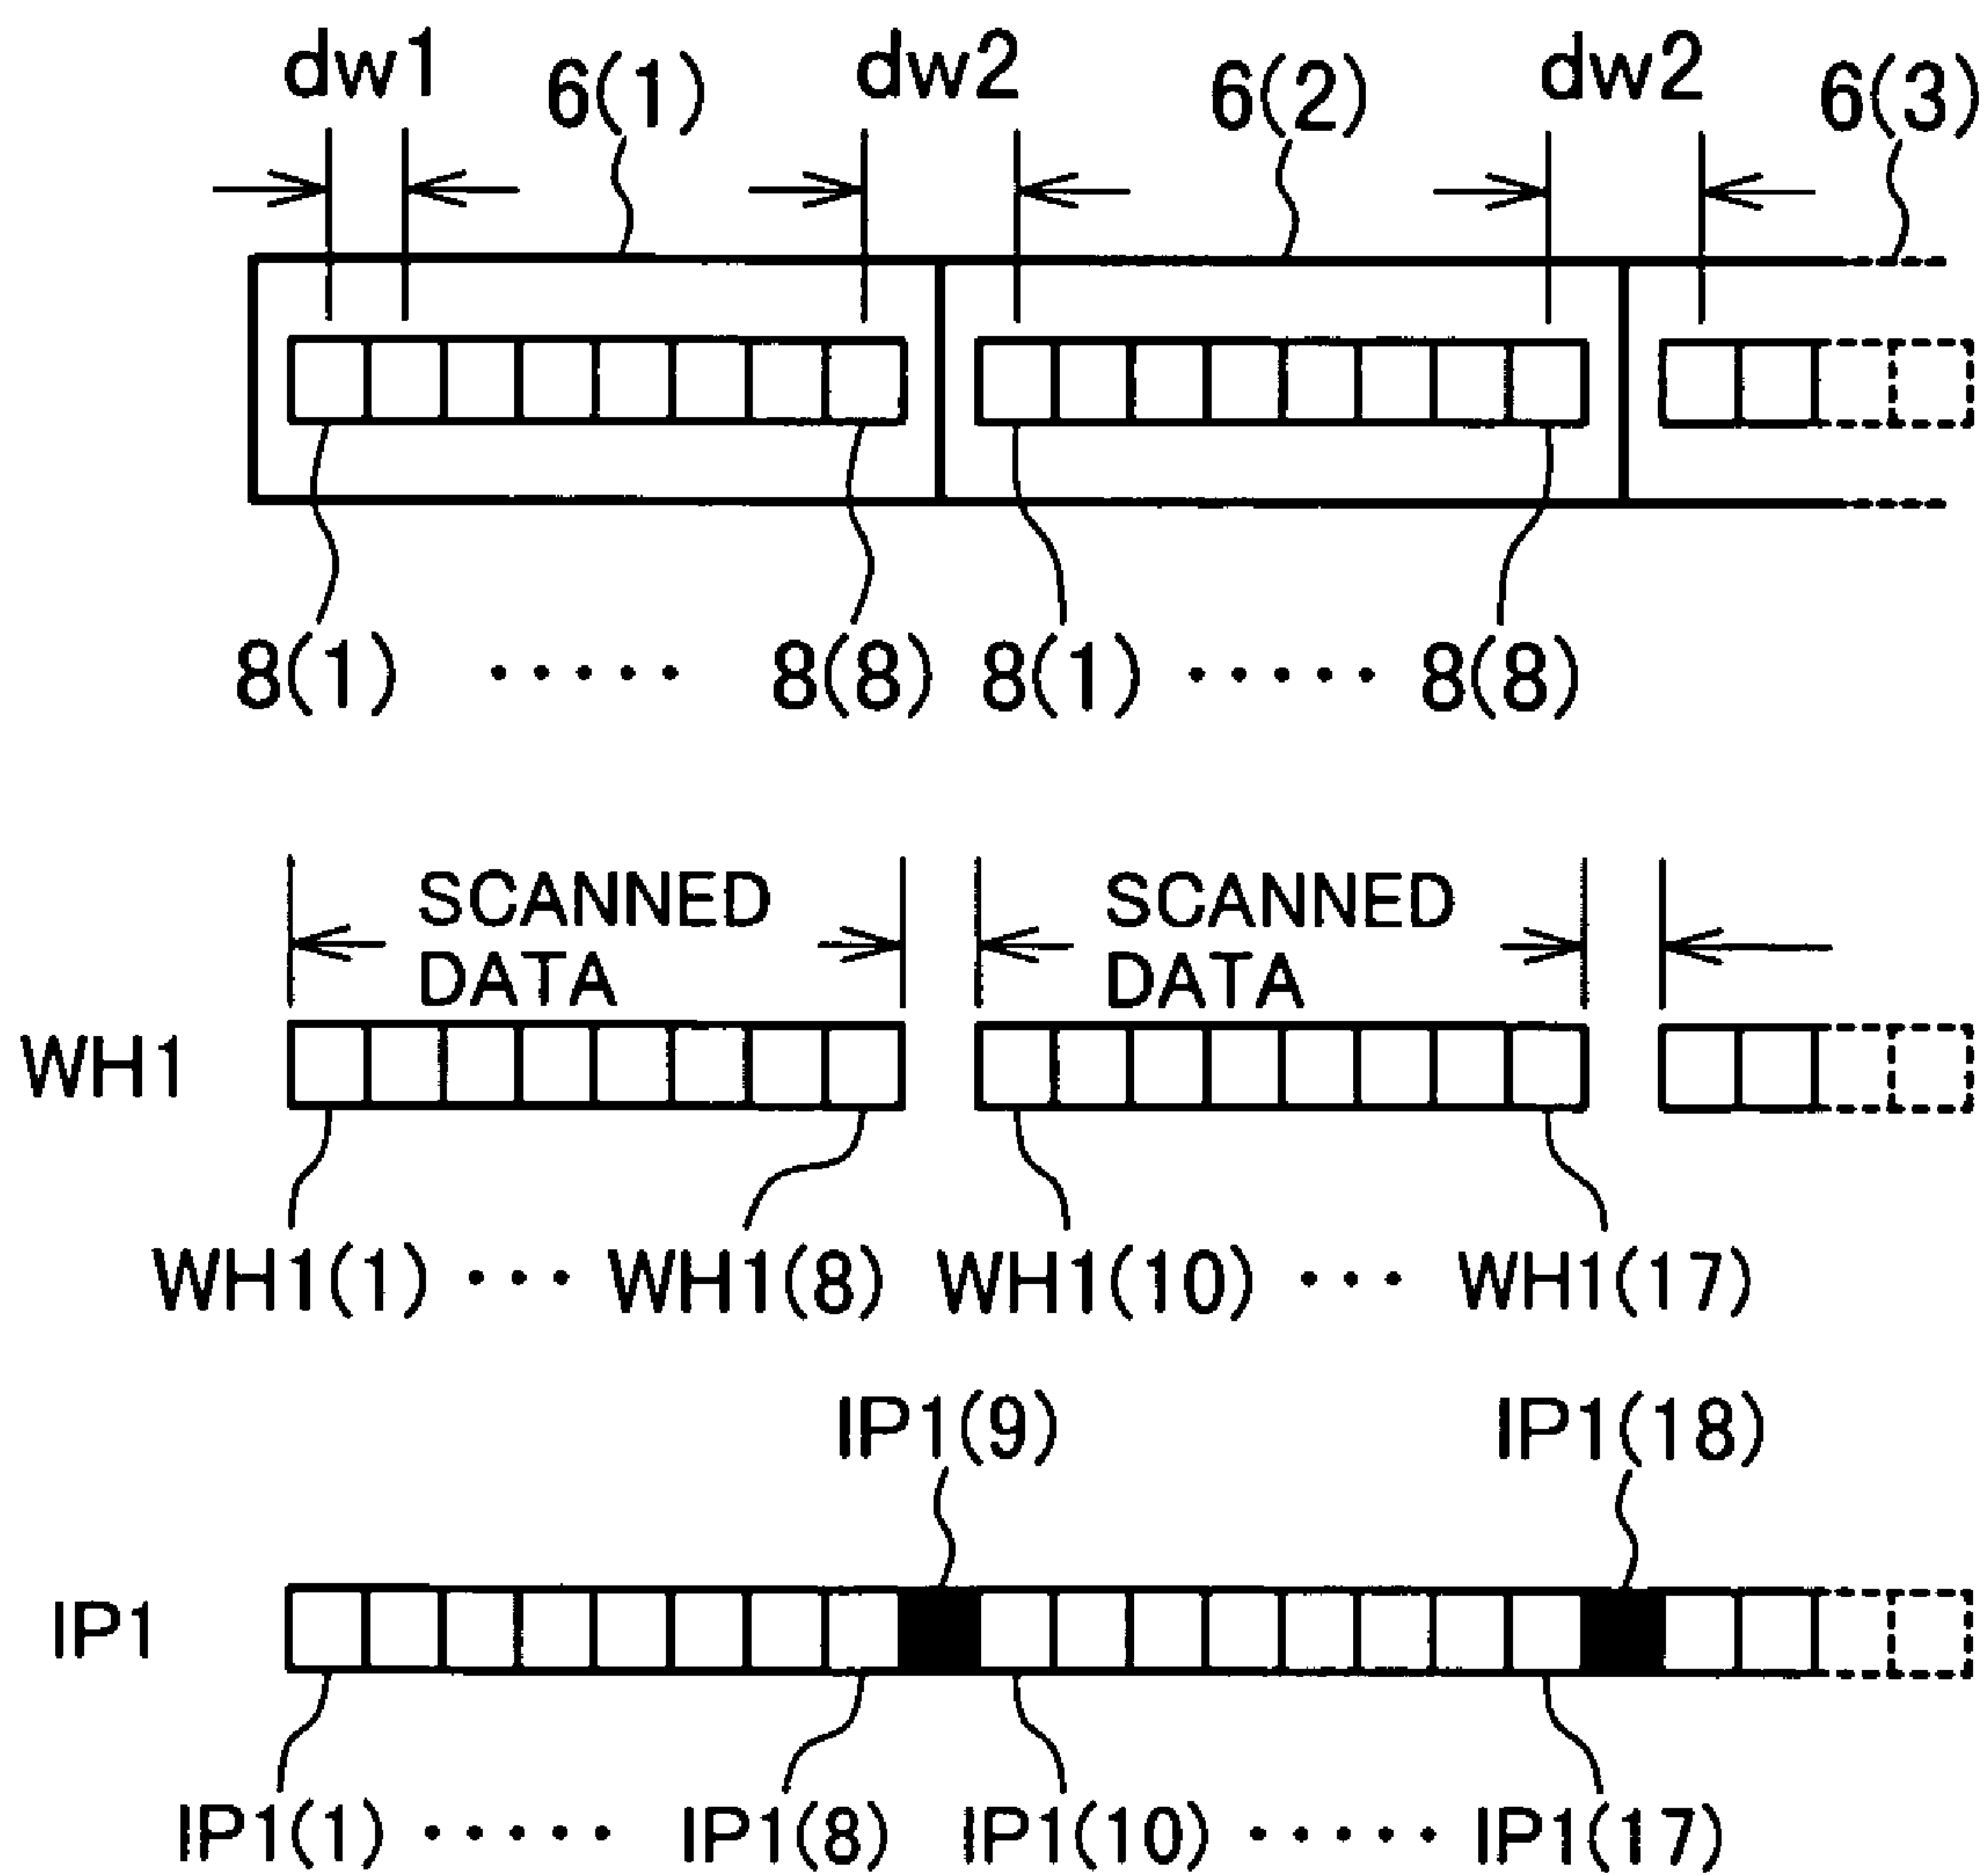 dw1 6(1) dw2 6(2) dw2 6(3)
8(1) ····· 8(8) 8(1) ····· 8(8)
SCANNED SCANNED
DATA DATA
WH1
WH1(1) ··· WH1(8) WH1(10) ··· WH1(17)
IP1(9) IP1(18)
IP1
IP1(1) ····· IP1(8) IP1(10) ····· IP1(17)